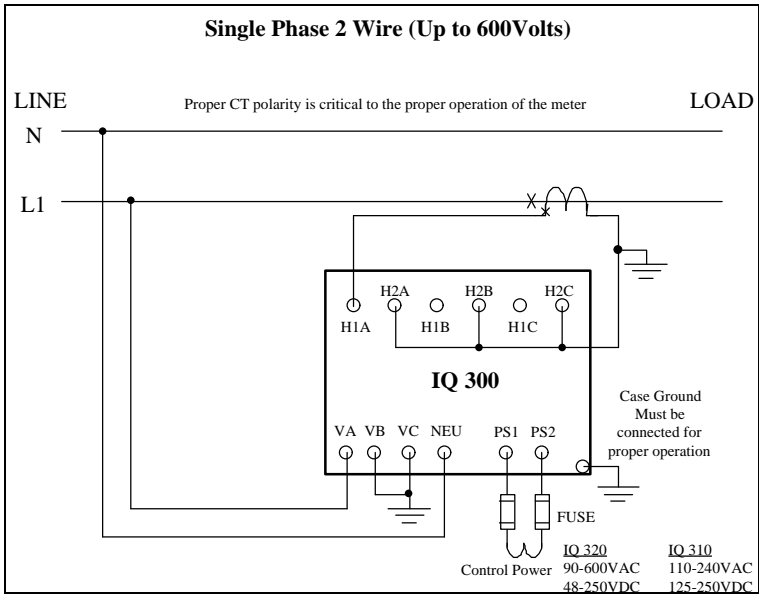 Single Phase 2 Wire (Up to 600Volts)
LINE
Proper CT polarity is critical to the proper operation of the meter
LOAD
N
L1
H2A
H2B
H2C
H1A
H1B
H1C
IQ 300
Case Ground
Must be
connected for
proper operation
VA
VB
VC
NEU
PS1
PS2
FUSE
Control Power
IQ 320
IQ 310
90-600VAC
110-240VAC
48-250VDC
125-250VDC